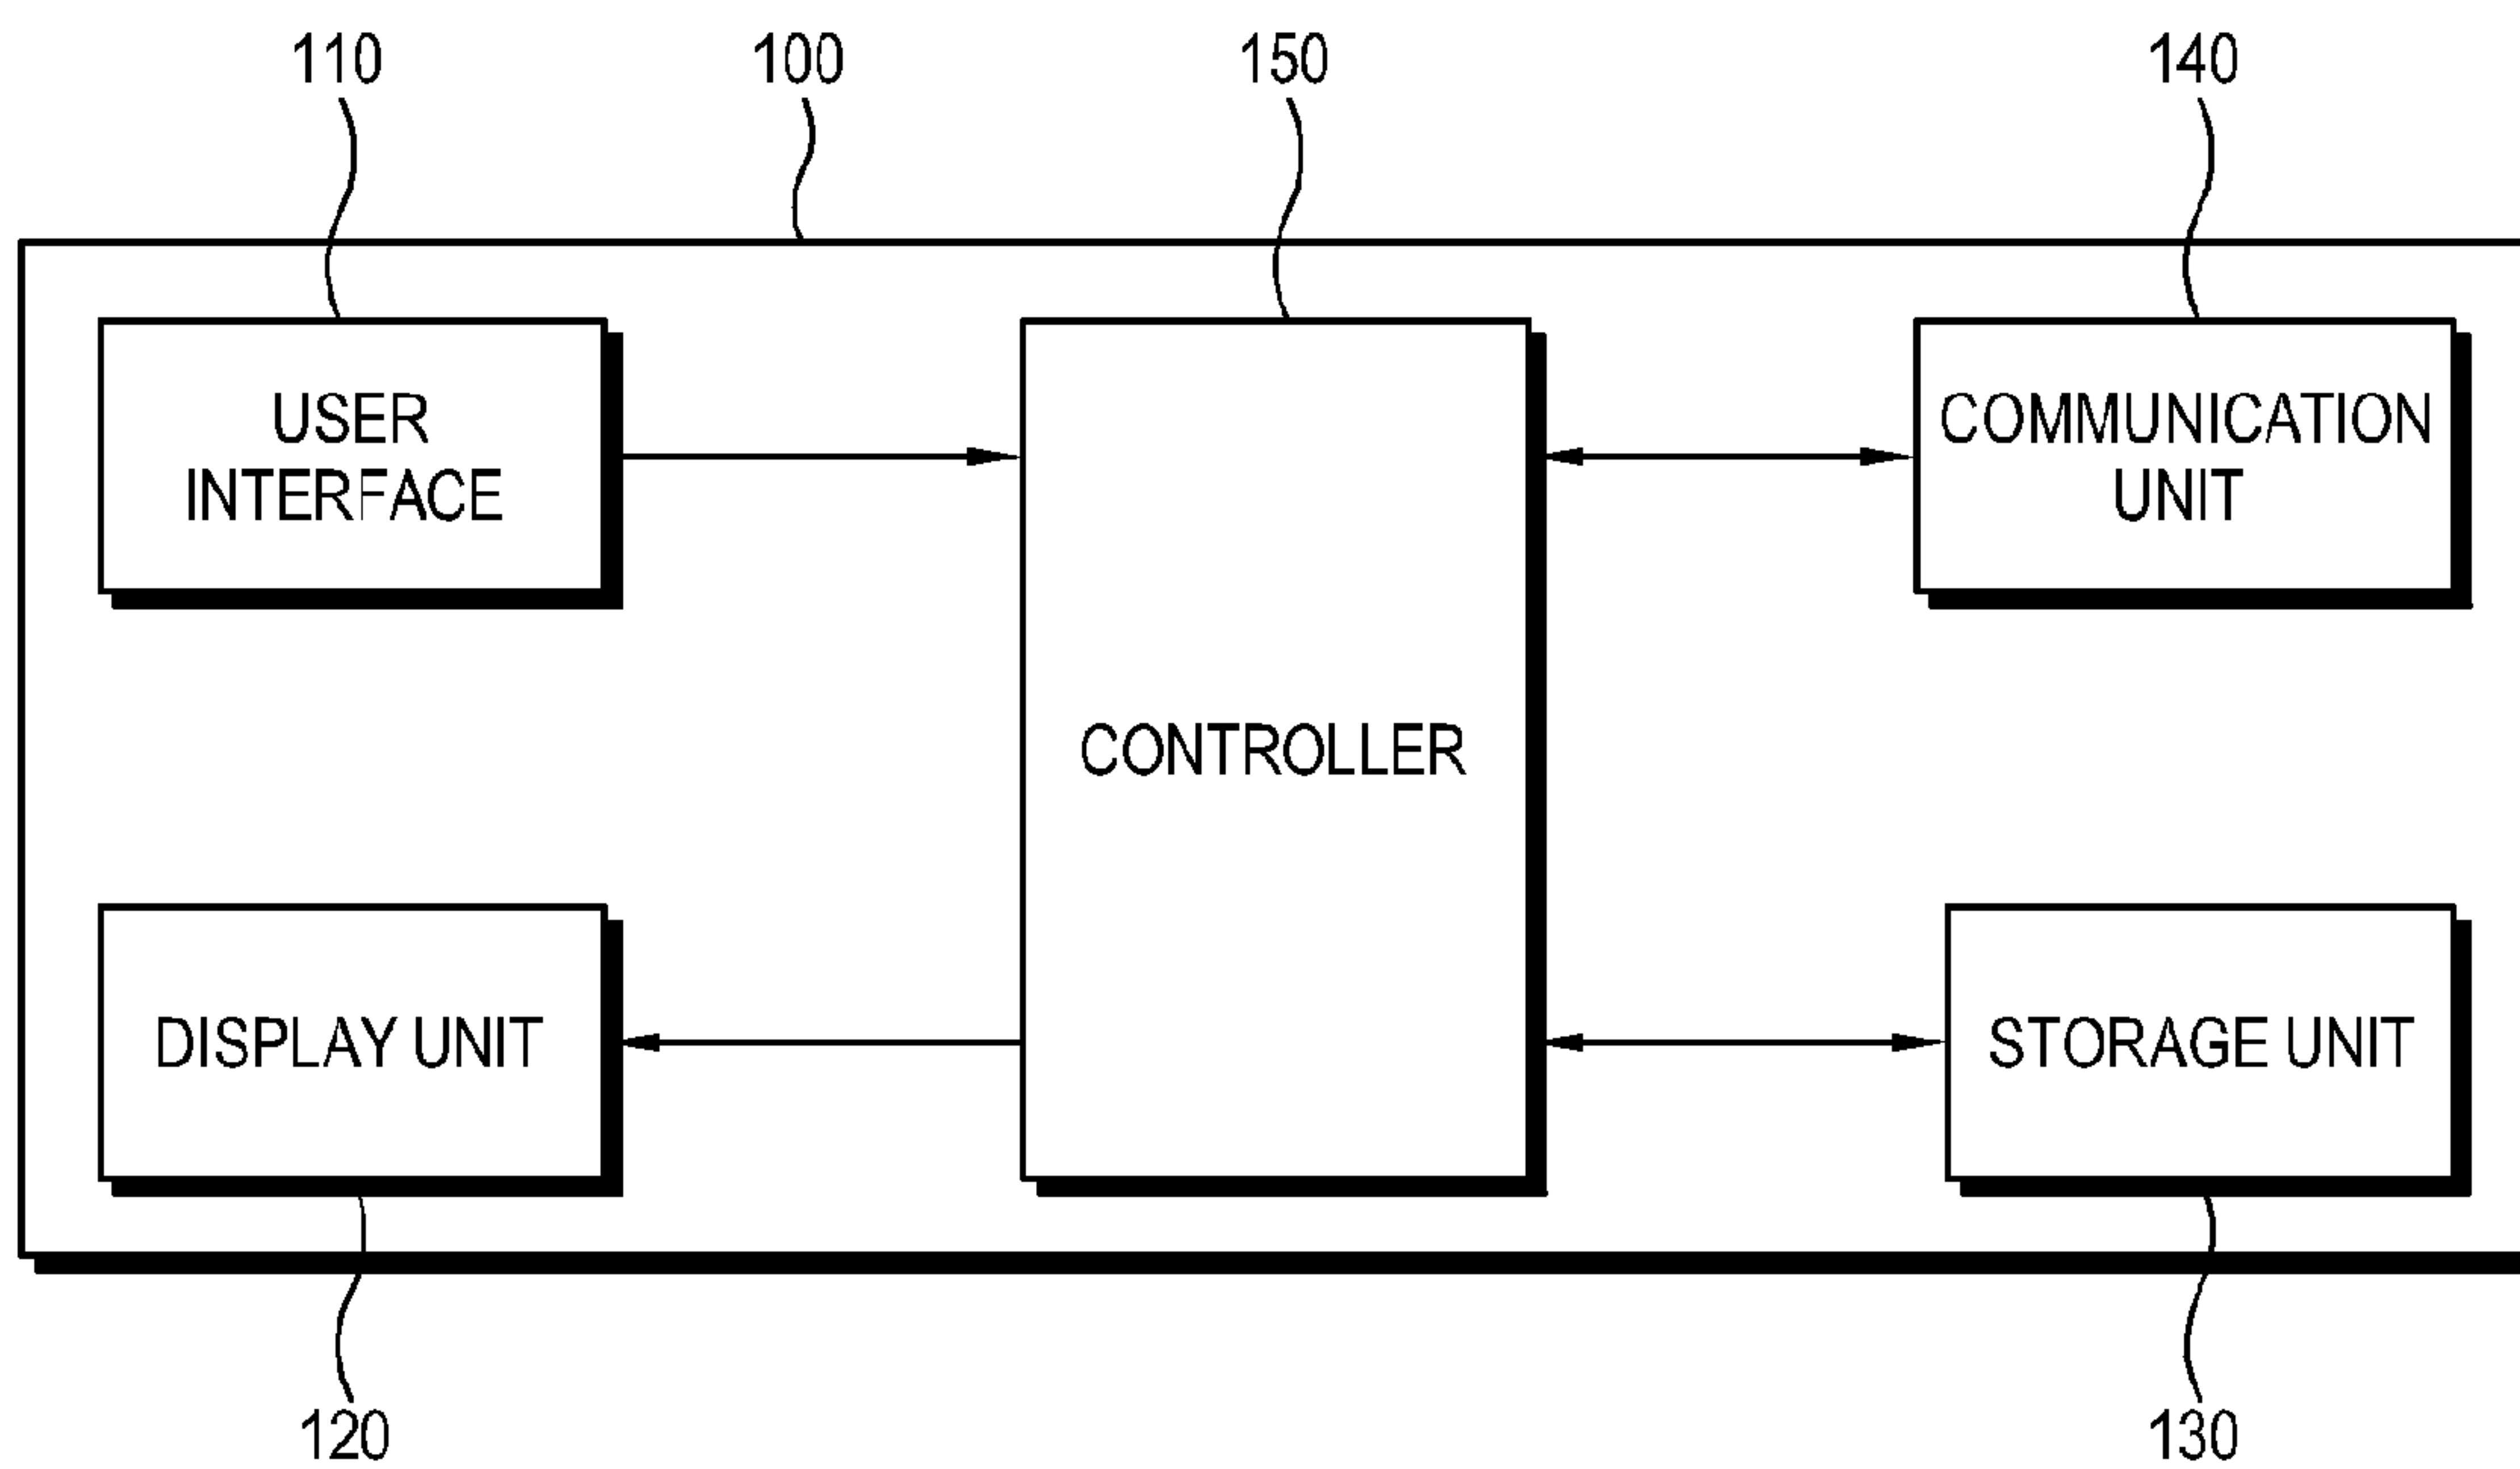 110
100
150
140
USER
INTERFACE
COMMUNICATION
UNIT
CONTROLLER
DISPLAY UNIT
STORAGE UNIT
120
130